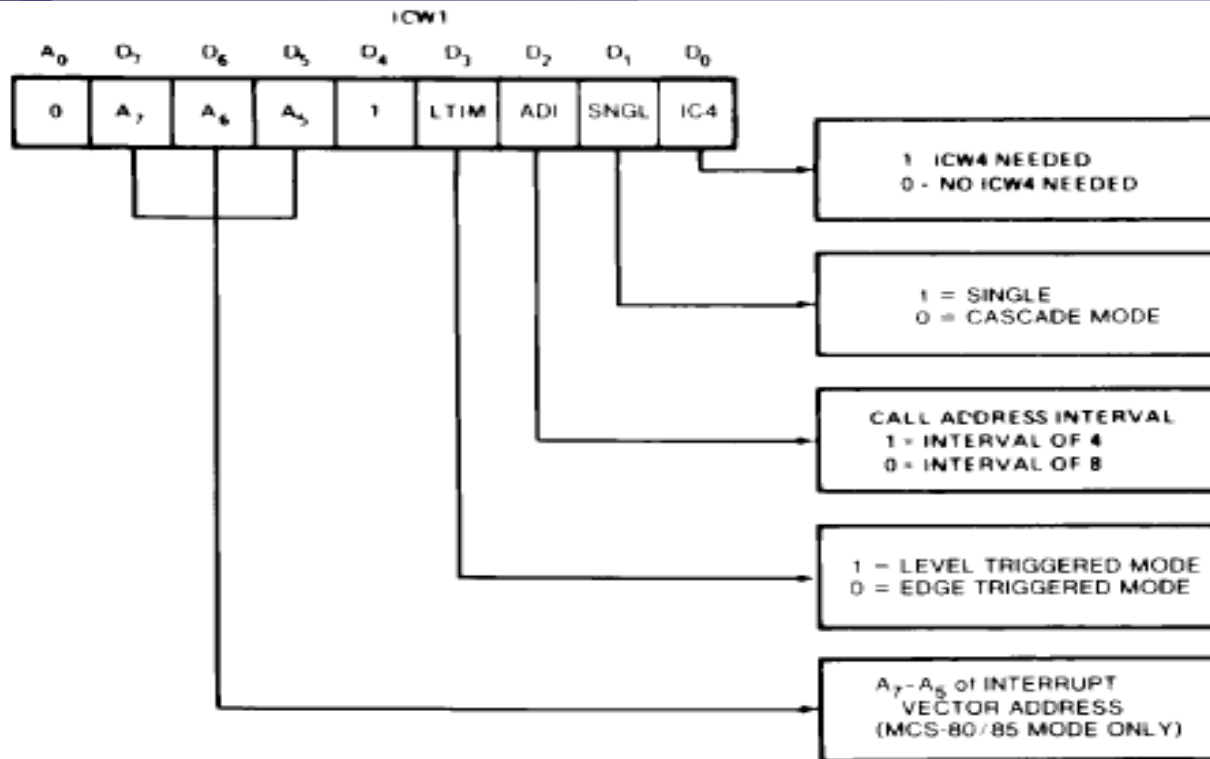 ICW1
A0 D7 D6 D5 D4 D3 D2 D1 D0
0 A7 A6 A5 1 LTIM ADI SNGL IC4
1 ICW4 NEEDED
0 - NO ICW4 NEEDED
1 = SINGLE
0 = CASCADE MODE
CALL ADDRESS INTERVAL
1 = INTERVAL OF 4
0 = INTERVAL OF 8
1 = LEVEL TRIGGERED MODE
0 = EDGE TRIGGERED MODE
A7-A5 of INTERRUPT
VECTOR ADDRESS
(MCS-80/85 MODE ONLY)